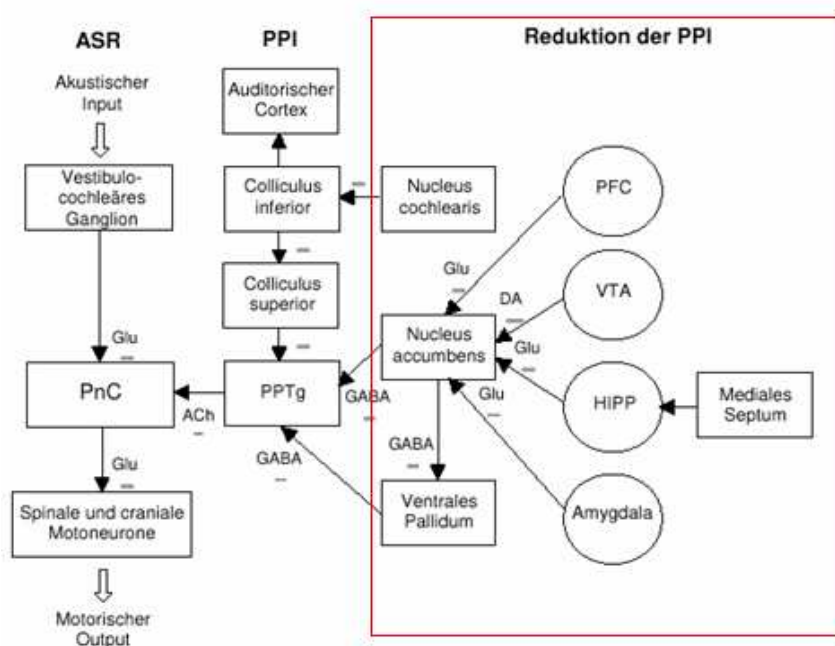 ASR
PPI
Reduktion der PPI
Akustischer
Input
Vestibulo-
cochleäres
Ganglion
Glu
PnC
Glu
Spinale und craniale
Motoneurone
Motorischer
Output
Auditorischer
Cortex
Colliculus
inferior
Colliculus
superior
PPTg
ACh
GABA
GABA
Nucleus
cochlearis
Nucleus
accumbens
GABA
Ventrales
Pallidum
Glu
DA
Glu
Glu
PFC
VTA
HIPP
Amygdala
Mediales
Septum